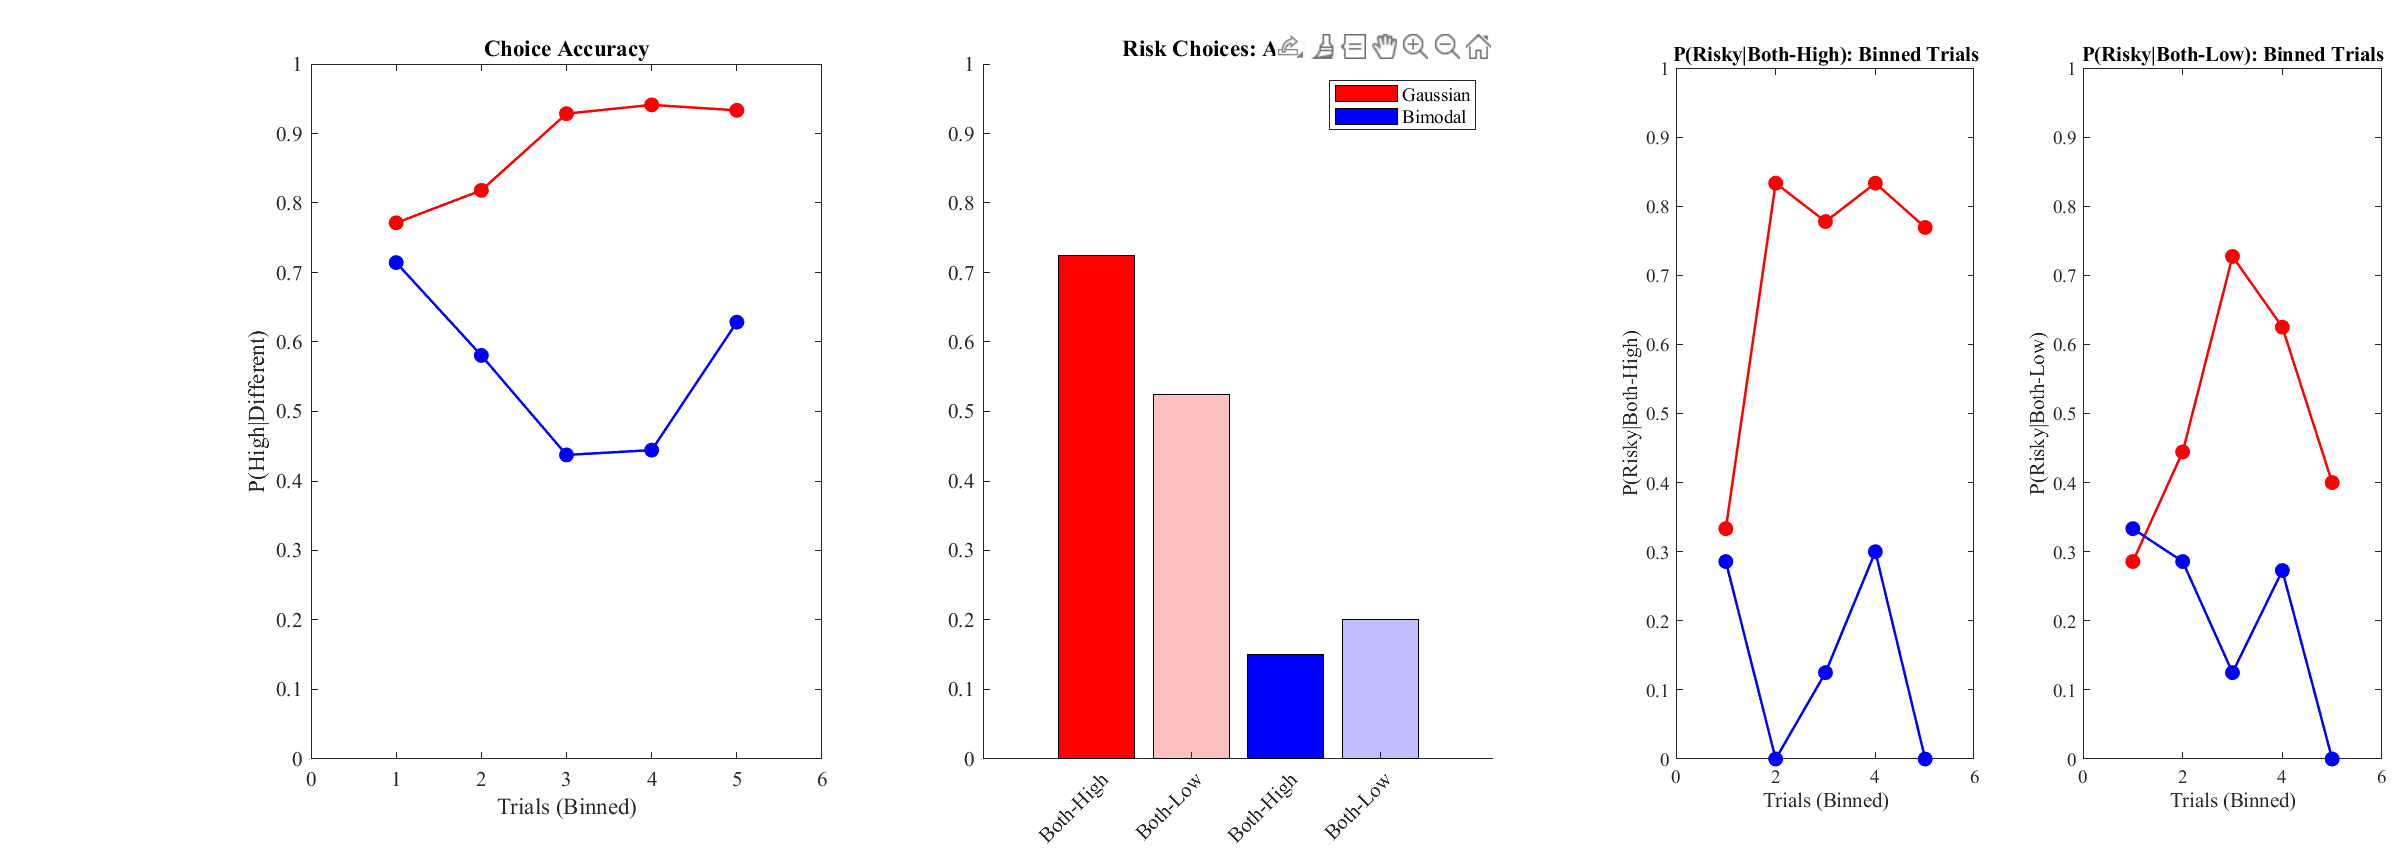 Choice Accuracy
1
0.9
0.8
0.7
0.6
0.5
0.4
0.3
0.2
0.1
0
P(High|Different)
0 1 2 3 4 5 6
Trials (Binned)
Risk Choices: A
Gaussian
Bimodal
1
0.9
0.8
0.7
0.6
0.5
0.4
0.3
0.2
0.1
0
Both-High
Both-Low
Both-High
Both-Low
P(Risky|Both-High): Binned Trials
1
0.9
0.8
0.7
0.6
0.5
0.4
0.3
0.2
0.1
0
P(Risky|Both-High)
0 2 4 6
Trials (Binned)
P(Risky|Both-Low): Binned Trials
1
0.9
0.8
0.7
0.6
0.5
0.4
0.3
0.2
0.1
0
P(Risky|Both-Low)
0 2 4 6
Trials (Binned)